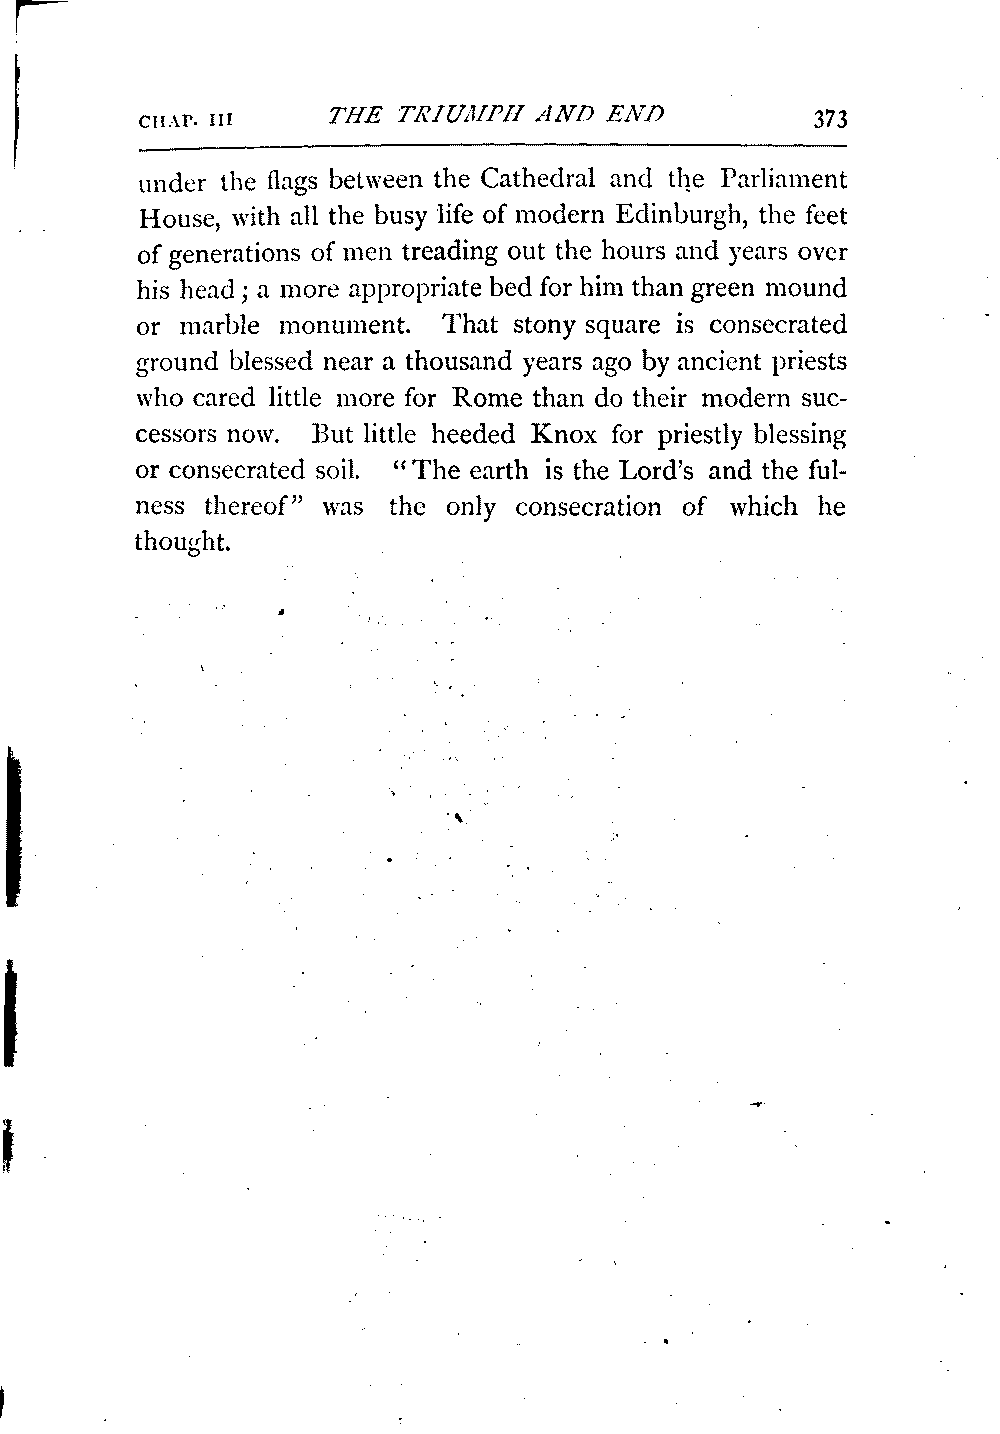 CHAP. III THE TRIUMPH AND END 373
under the flags between the Cathedral and the Parliament
House, with all the busy life of modern Edinburgh, the feet
of generations of men treading out the hours and years over
his head; a more appropriate bed for him than green mound
or marble monument. That stony square is consecrated
ground blessed near a thousand years ago by ancient priests
who cared little more for Rome than do their modern suc-
cessors now. But little heeded Knox for priestly blessing
or consecrated soil. "The earth is the Lord's and the ful-
ness thereof" was the only consecration of which he
thought.